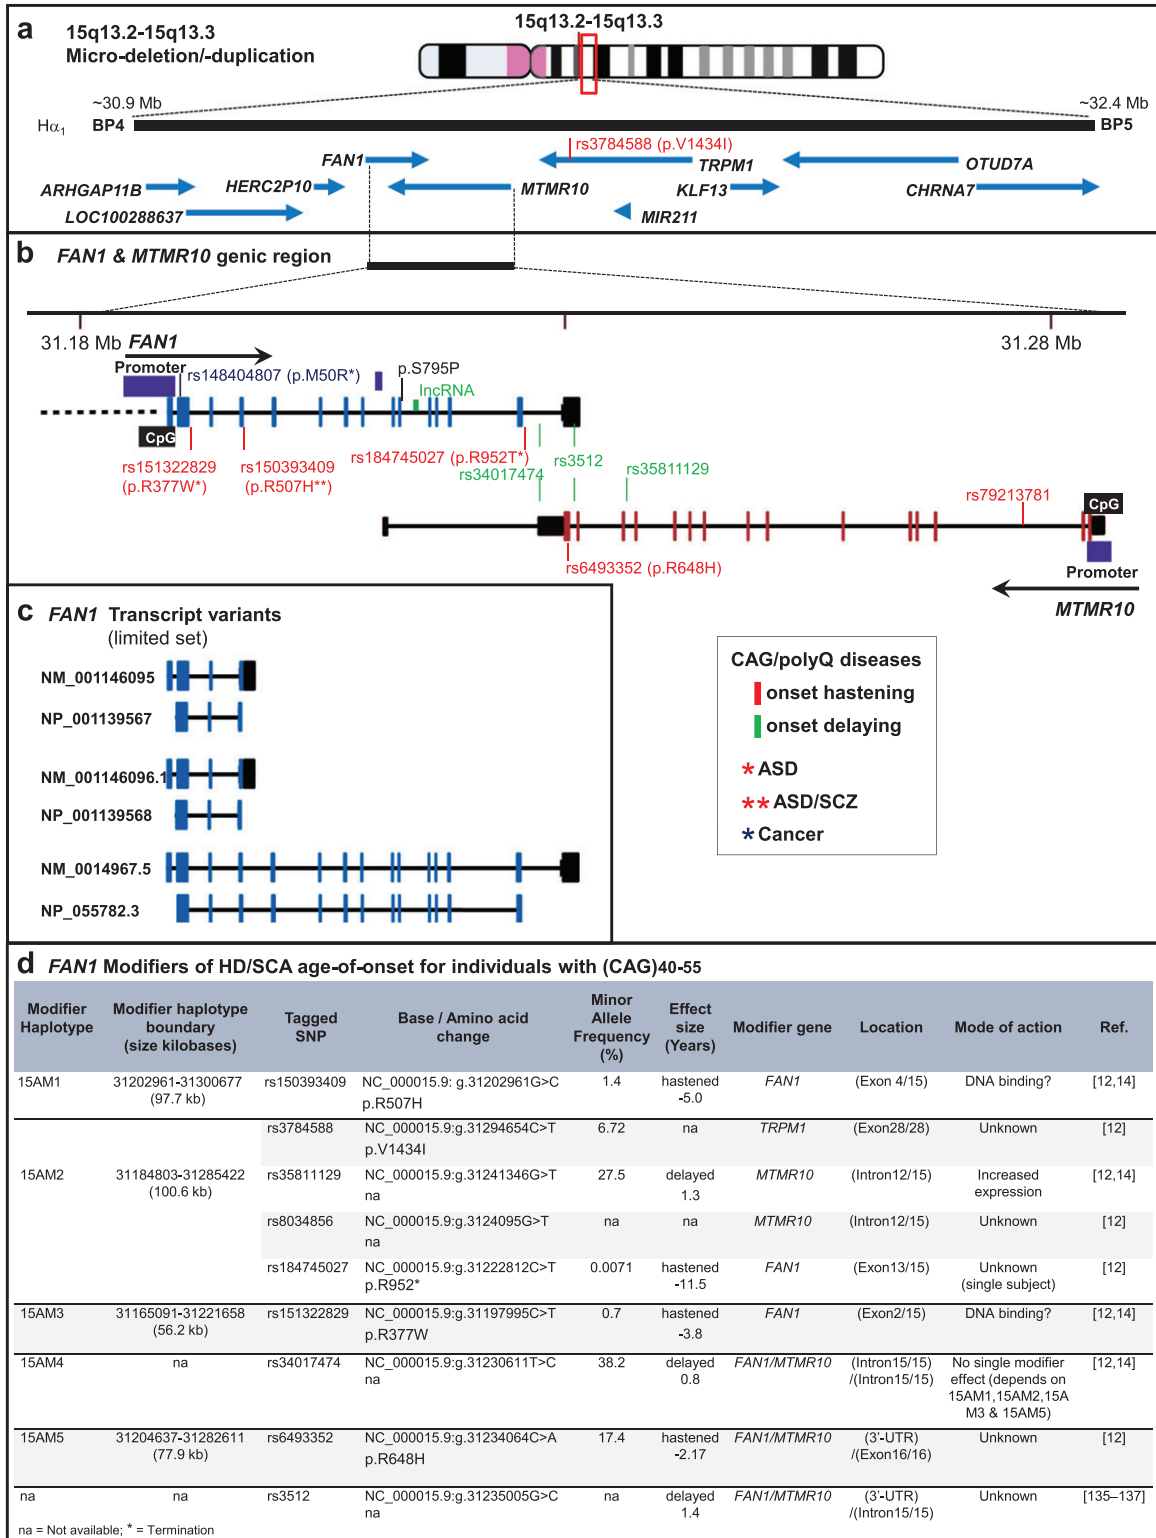 a 15q13.2-15q13.3
Micro-deletion/-duplication
15q13.2-15q13.3
~30.9 Mb
~32.4 Mb
Hα1
BP4
BP5
rs3784588 (p.V1434I)
FAN1
TRPM1
OTUD7A
ARHGAP11B
HERC2P10
MTMR10
KLF13
CHRNA7
LOC100288637
MIR211
b FAN1 & MTMR10 genic region
31.18 Mb
31.28 Mb
FAN1
Promoter
rs148404807 (p.M50R*)
p.S795P
lncRNA
CpG
rs151322829
(p.R377W*)
rs150393409
(p.R507H**)
rs184745027 (p.R952T*)
rs34017474
rs3512
rs35811129
rs79213781
CpG
rs6493352 (p.R648H)
Promoter
MTMR10
c FAN1 Transcript variants
(limited set)
NM_001146095
NP_001139567
NM_001146096.1
NP_001139568
NM_0014967.5
NP_055782.3
CAG/polyQ diseases
onset hastening
onset delaying
* ASD
** ASD/SCZ
* Cancer
d FAN1 Modifiers of HD/SCA age-of-onset for individuals with (CAG)40-55
Modifier Haplotype | Modifier haplotype boundary (size kilobases) | Tagged SNP | Base / Amino acid change | Minor Allele Frequency (%) | Effect size (Years) | Modifier gene | Location | Mode of action | Ref.
15AM1 31202961-31300677 (97.7 kb) rs150393409 NC_000015.9: g.31202961G>C p.R507H 1.4 hastened -5.0 FAN1 (Exon 4/15) DNA binding? [12,14]
rs3784588 NC_000015.9:g.31294654C>T p.V1434I 6.72 na TRPM1 (Exon28/28) Unknown [12]
15AM2 31184803-31285422 (100.6 kb) rs35811129 NC_000015.9:g.31241346G>T na 27.5 delayed 1.3 MTMR10 (Intron12/15) Increased expression [12,14]
rs8034856 NC_000015.9:g.3124095G>T na na na MTMR10 (Intron12/15) Unknown [12]
rs184745027 NC_000015.9:g.31222812C>T p.R952* 0.0071 hastened -11.5 FAN1 (Exon13/15) Unknown (single subject) [12]
15AM3 31165091-31221658 (56.2 kb) rs151322829 NC_000015.9:g.31197995C>T p.R377W 0.7 hastened -3.8 FAN1 (Exon2/15) DNA binding? [12,14]
15AM4 na rs34017474 NC_000015.9:g.31230611T>C na 38.2 delayed 0.8 FAN1/MTMR10 (Intron15/15) /(Intron15/15) No single modifier effect (depends on 15AM1,15AM2,15AM3 & 15AM5) [12,14]
15AM5 31204637-31282611 (77.9 kb) rs6493352 NC_000015.9:g.31234064C>A p.R648H 17.4 hastened -2.17 FAN1/MTMR10 (3'-UTR) /(Exon16/16) Unknown [12]
na na rs3512 NC_000015.9:g.31235005G>C na na delayed 1.4 FAN1/MTMR10 (3'-UTR) /(Intron15/15) Unknown [135–137]
na = Not available; * = Termination